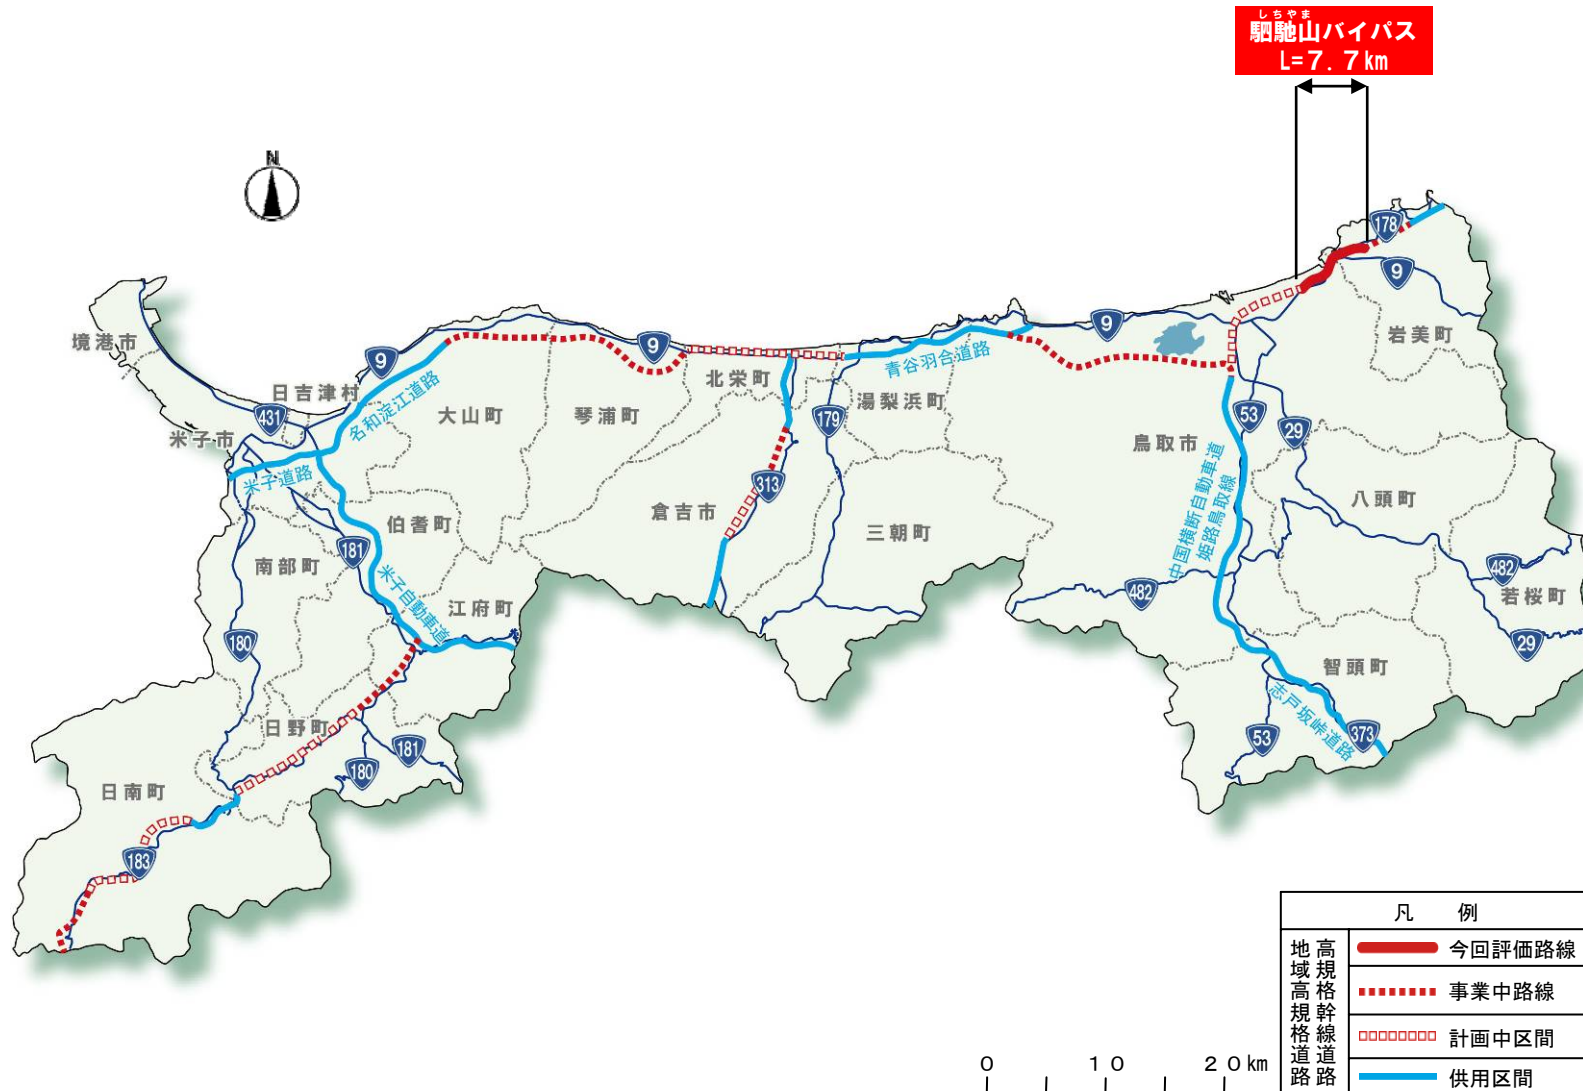 しちやま
駟馳山バイパス
L=7.7km
N
178
9
岩美町
境港市
9
9
9
日吉津村
名和淀江道路
大山町
琴浦町
北栄町
青谷羽合道路
湯梨浜町
431
179
53
29
米子市
鳥取市
米子道路
313
倉吉市
三朝町
中国横断自動車道
姫路鳥取線
八頭町
伯耆町
181
南部町
米子自動車道
江府町
482
482
若桜町
180
29
智頭町
志戸坂峠道路
日野町
181
180
53
373
日南町
183
凡 例
高規格幹線道路
地域高規格道路
今回評価路線
事業中路線
計画中区間
供用区間
0 10 20km